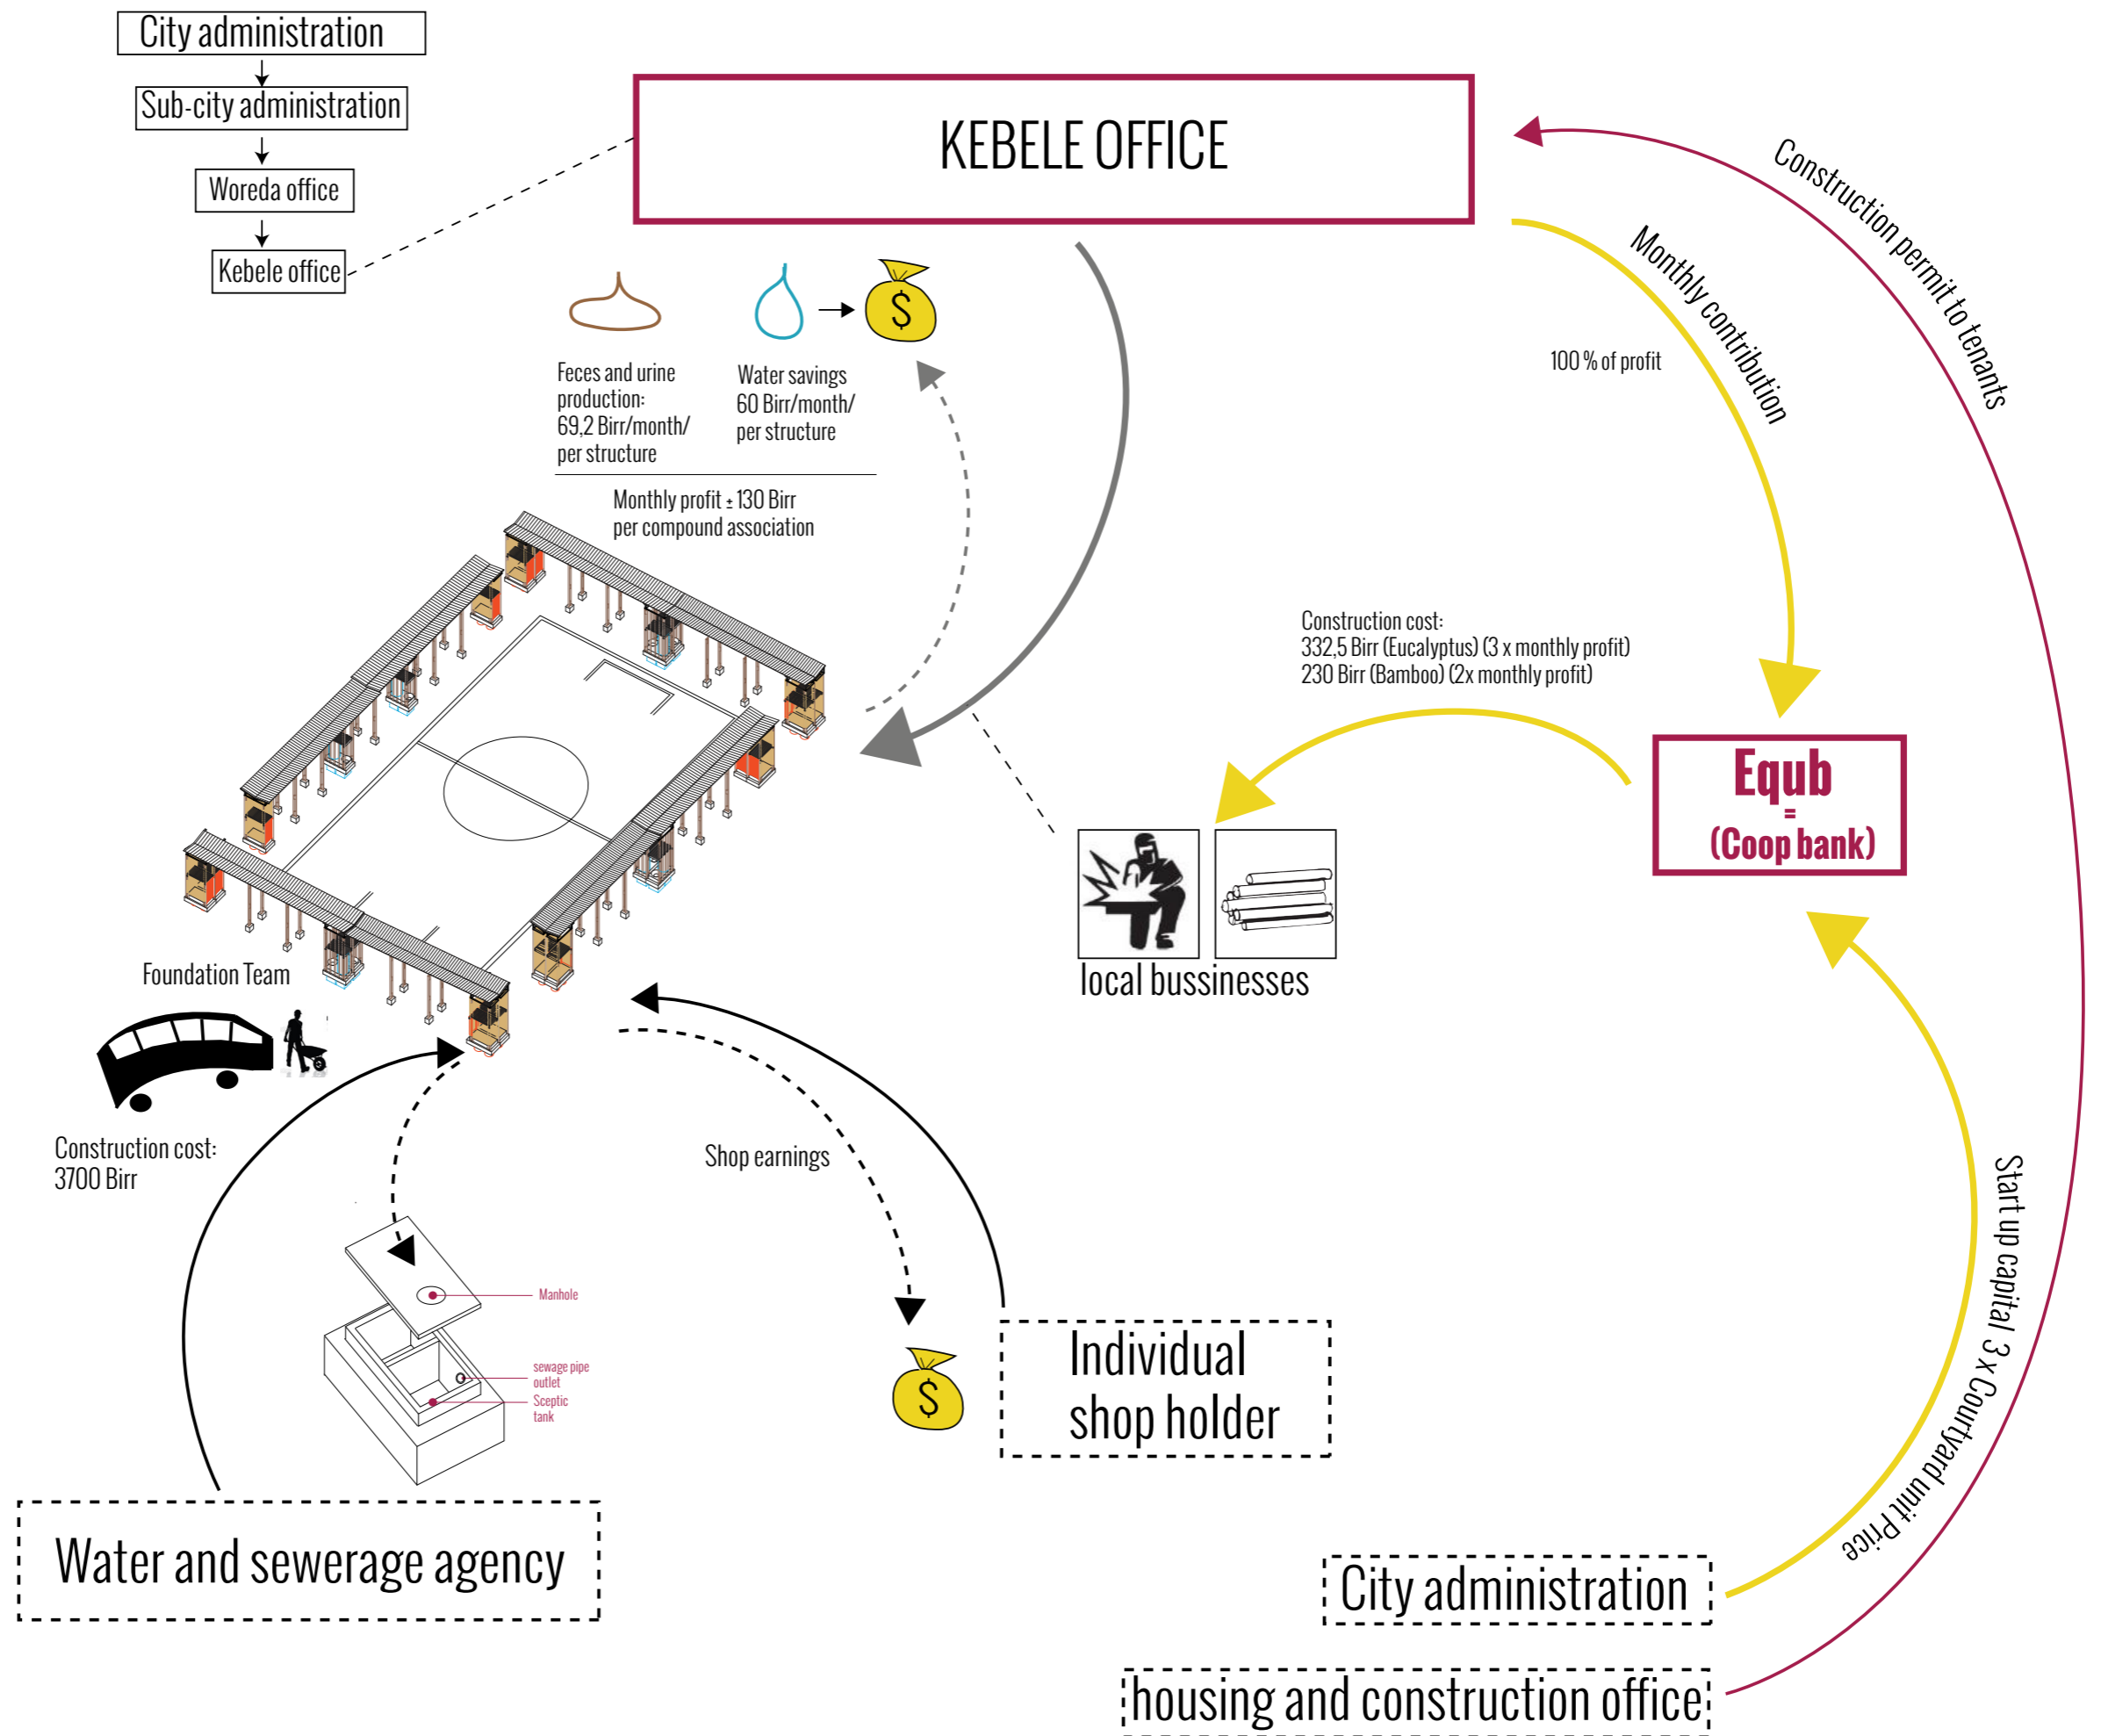 City administration
Sub-city administration
Woreda office
Kebele office
KEBELE OFFICE
Construction permit to tenants
Monthly contribution
100 % of profit
$
Feces and urine
production:
69,2 Birr/month/
per structure
Water savings
60 Birr/month/
per structure
Monthly profit ± 130 Birr
per compound association
Construction cost:
332,5 Birr (Eucalyptus) (3 x monthly profit)
230 Birr (Bamboo) (2x monthly profit)
Equb
=
(Coop bank)
local bussinesses
Foundation Team
Construction cost:
3700 Birr
Shop earnings
Manhole
sewage pipe
outlet
Sceptic
tank
$
Individual
shop holder
Start up capital 3 x Courtyard unit Price
Water and sewerage agency
City administration
housing and construction office